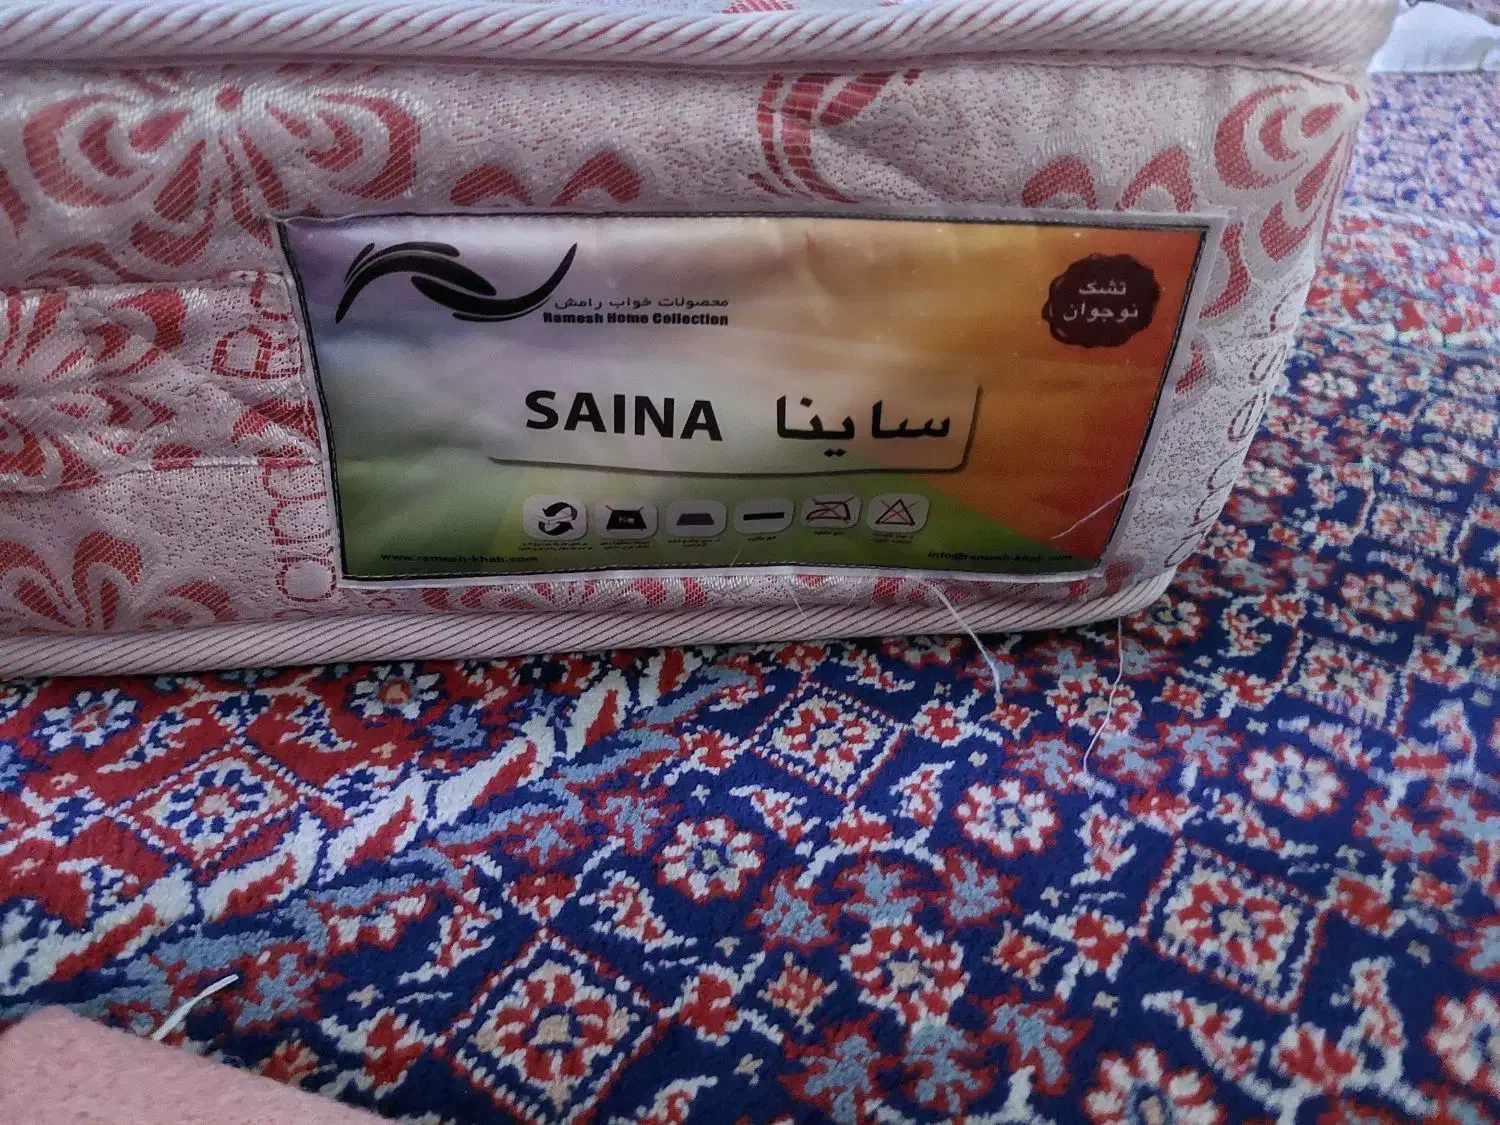 محصولات خواب رامش
Ramesh Home Collection
تشک
نوجوان
SAINA ساینا
www.ramesh-khab.com
info@ramesh-khab.com